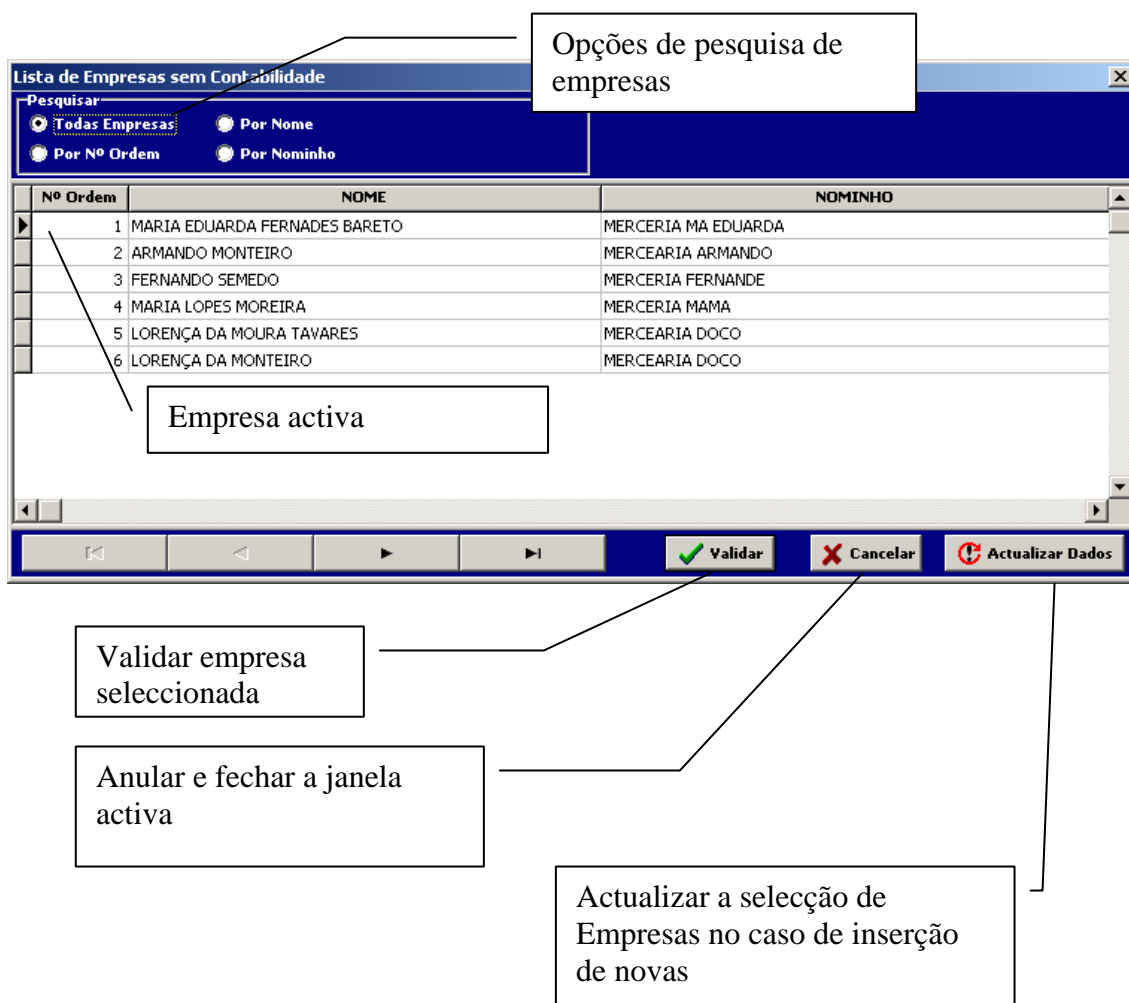 Opções de pesquisa de
empresas
Lista de Empresas sem Contabilidade
Pesquisar
Todas Empresas Por Nome
Por Nº Ordem Por Nominho
Nº Ordem NOME NOMINHO
1 MARIA EDUARDA FERNADES BARETO MERCERIA MA EDUARDA
2 ARMANDO MONTEIRO MERCEARIA ARMANDO
3 FERNANDO SEMEDO MERCERIA FERNANDE
4 MARIA LOPES MOREIRA MERCERIA MAMA
5 LORENÇA DA MOURA TAVARES MERCEARIA DOCO
6 LORENÇA DA MONTEIRO MERCEARIA DOCO
Empresa activa
Validar Cancelar Actualizar Dados
Validar empresa
seleccionada
Anular e fechar a janela
activa
Actualizar a selecção de
Empresas no caso de inserção
de novas